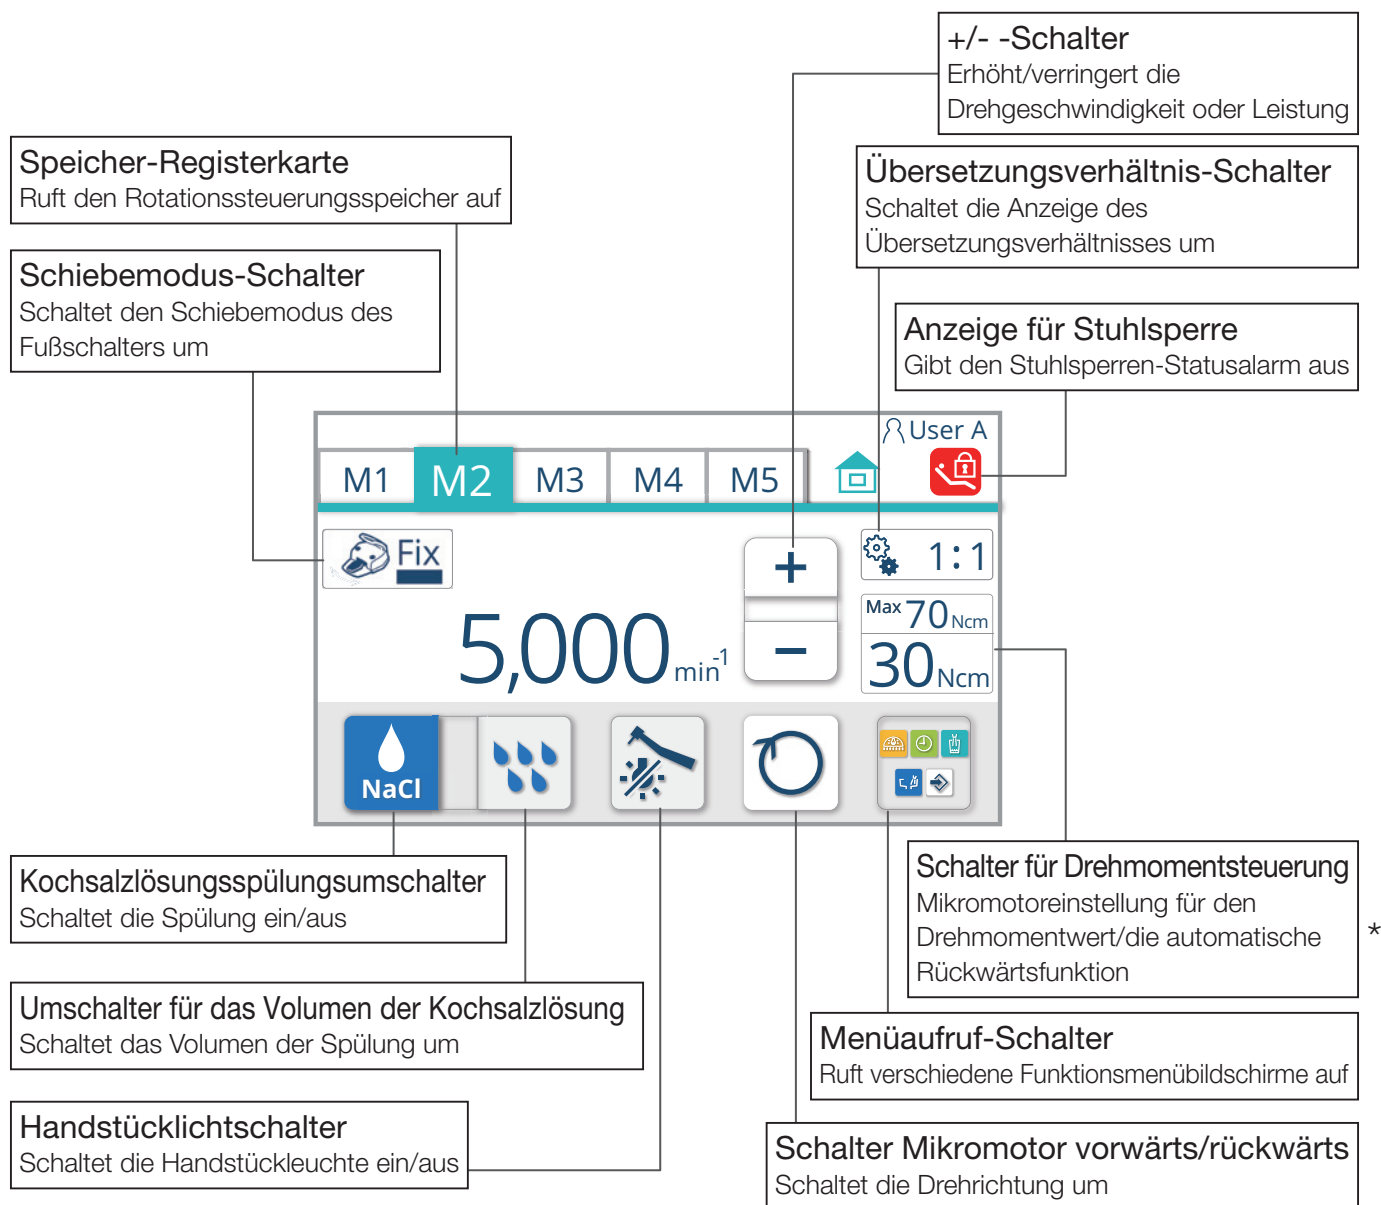 +/- -Schalter
Erhöht/verringert die
Drehgeschwindigkeit oder Leistung
Speicher-Registerkarte
Ruft den Rotationssteuerungsspeicher auf
Übersetzungsverhältnis-Schalter
Schaltet die Anzeige des
Übersetzungsverhältnisses um
Schiebemodus-Schalter
Schaltet den Schiebemodus des
Fußschalters um
Anzeige für Stuhlsperre
Gibt den Stuhlsperren-Statusalarm aus
User A
M1 M2 M3 M4 M5
Fix
+
1:1
Max 70 Ncm
5,000 min-1
−
30 Ncm
NaCl
Kochsalzlösungsspülungsumschalter
Schaltet die Spülung ein/aus
Schalter für Drehmomentsteuerung
Mikromotoreinstellung für den
Drehmomentwert/die automatische
Rückwärtsfunktion
*
Umschalter für das Volumen der Kochsalzlösung
Schaltet das Volumen der Spülung um
Menüaufruf-Schalter
Ruft verschiedene Funktionsmenübildschirme auf
Handstücklichtschalter
Schaltet die Handstückleuchte ein/aus
Schalter Mikromotor vorwärts/rückwärts
Schaltet die Drehrichtung um